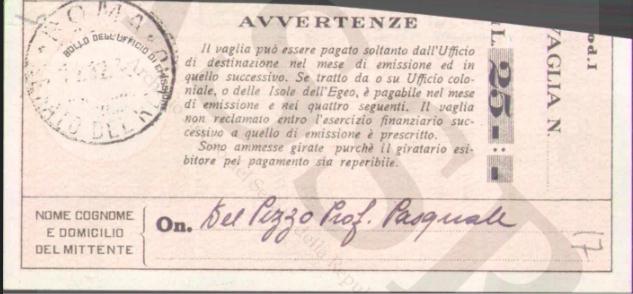 AVVERTENZE
Il vaglia può essere pagato soltanto dall'Ufficio
di destinazione nel mese di emissione ed in
quello successivo. Se tratto da o su Ufficio colo-
niale, o delle Isole dell'Egeo, è pagabile nel mese
di emissione e nei quattro seguenti. Il vaglia
non reclamato entro l'esercizio finanziario suc-
cessivo a quello di emissione è prescritto.
Sono ammesse girate purchè il giratario esi-
bitore pel pagamento sia reperibile.
ROMA
BOLLO DELL'UFFICIO DI EMISSIONE
L. 25
VAGLIA N.
od. I
NOME COGNOME
E DOMICILIO
DEL MITTENTE
On. Del Pezzo Prof. Pasquale
17